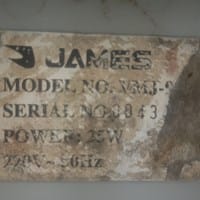 JAMES
MODEL NO.
SERIAL NO:
POWER: 25W
220V~ 50Hz